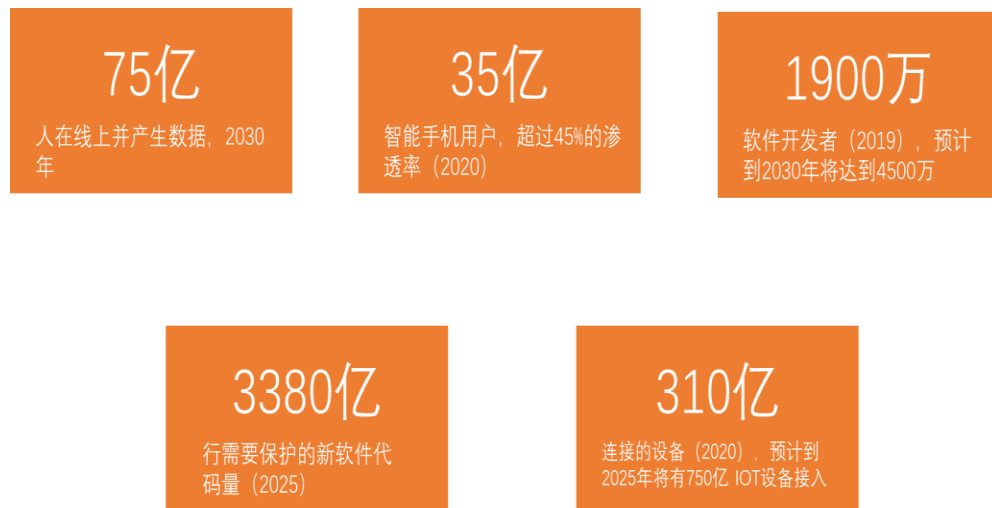 75亿
人在线上并产生数据，2030
年
35亿
智能手机用户，超过45%的渗
透率（2020）
1900万
软件开发者（2019），预计
到2030年将达到4500万
3380亿
行需要保护的新软件代
码量（2025）
310亿
连接的设备（2020），预计到
2025年将有750亿 IOT设备接入